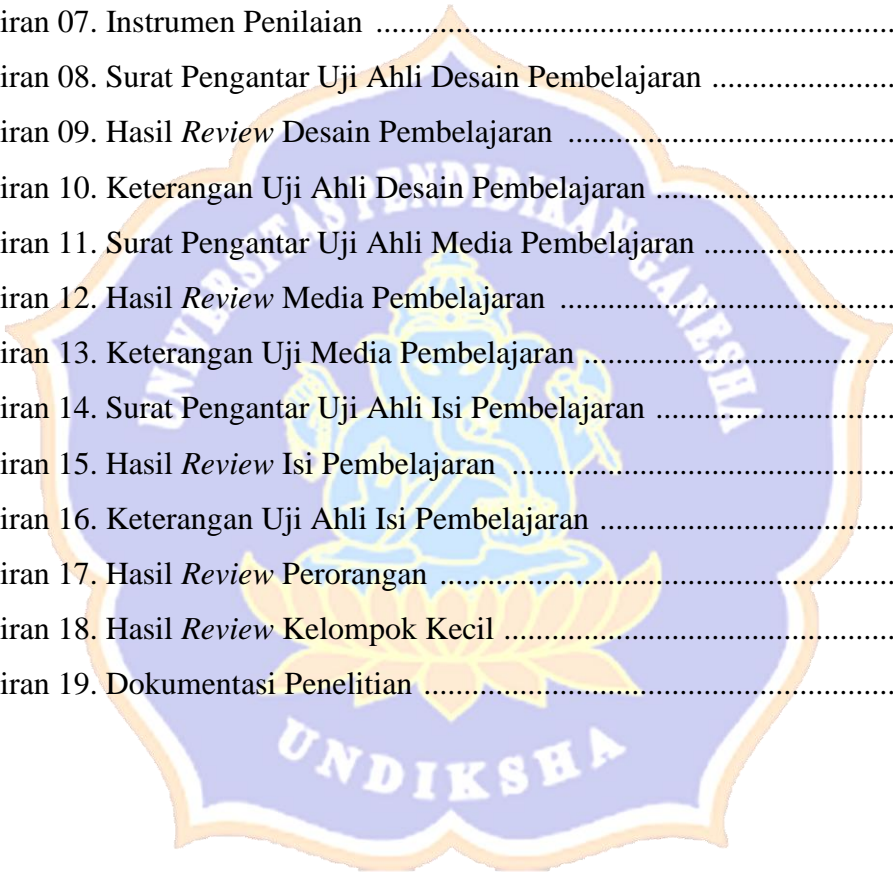 iran 07. Instrumen Penilaian ....................................................................
iran 08. Surat Pengantar Uji Ahli Desain Pembelajaran ........................
iran 09. Hasil Review Desain Pembelajaran ...........................................
iran 10. Keterangan Uji Ahli Desain Pembelajaran ................................
iran 11. Surat Pengantar Uji Ahli Media Pembelajaran .........................
iran 12. Hasil Review Media Pembelajaran ............................................
iran 13. Keterangan Uji Media Pembelajaran .........................................
iran 14. Surat Pengantar Uji Ahli Isi Pembelajaran ................................
iran 15. Hasil Review Isi Pembelajaran ..................................................
iran 16. Keterangan Uji Ahli Isi Pembelajaran .......................................
iran 17. Hasil Review Perorangan ...........................................................
iran 18. Hasil Review Kelompok Kecil ...................................................
iran 19. Dokumentasi Penelitian ..............................................................
UNIVERSITAS PENDIDIKAN GANESHA
UNDIKSHA